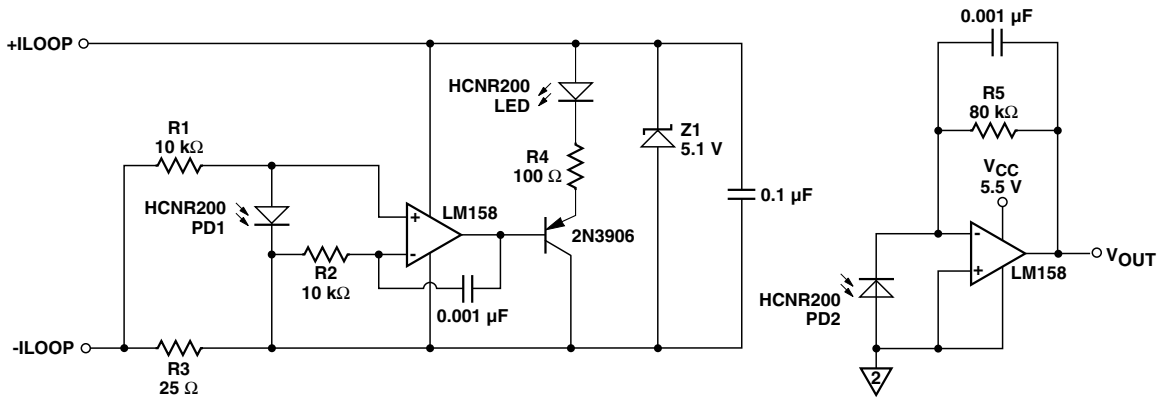 +ILOOP
-ILOOP
R1
10 kΩ
HCNR200
PD1
R2
10 kΩ
R3
25 Ω
+
-
LM158
0.001 µF
HCNR200
LED
R4
100 Ω
2N3906
Z1
5.1 V
0.1 µF
0.001 µF
R5
80 kΩ
VCC
5.5 V
-
+
LM158
VOUT
HCNR200
PD2
2